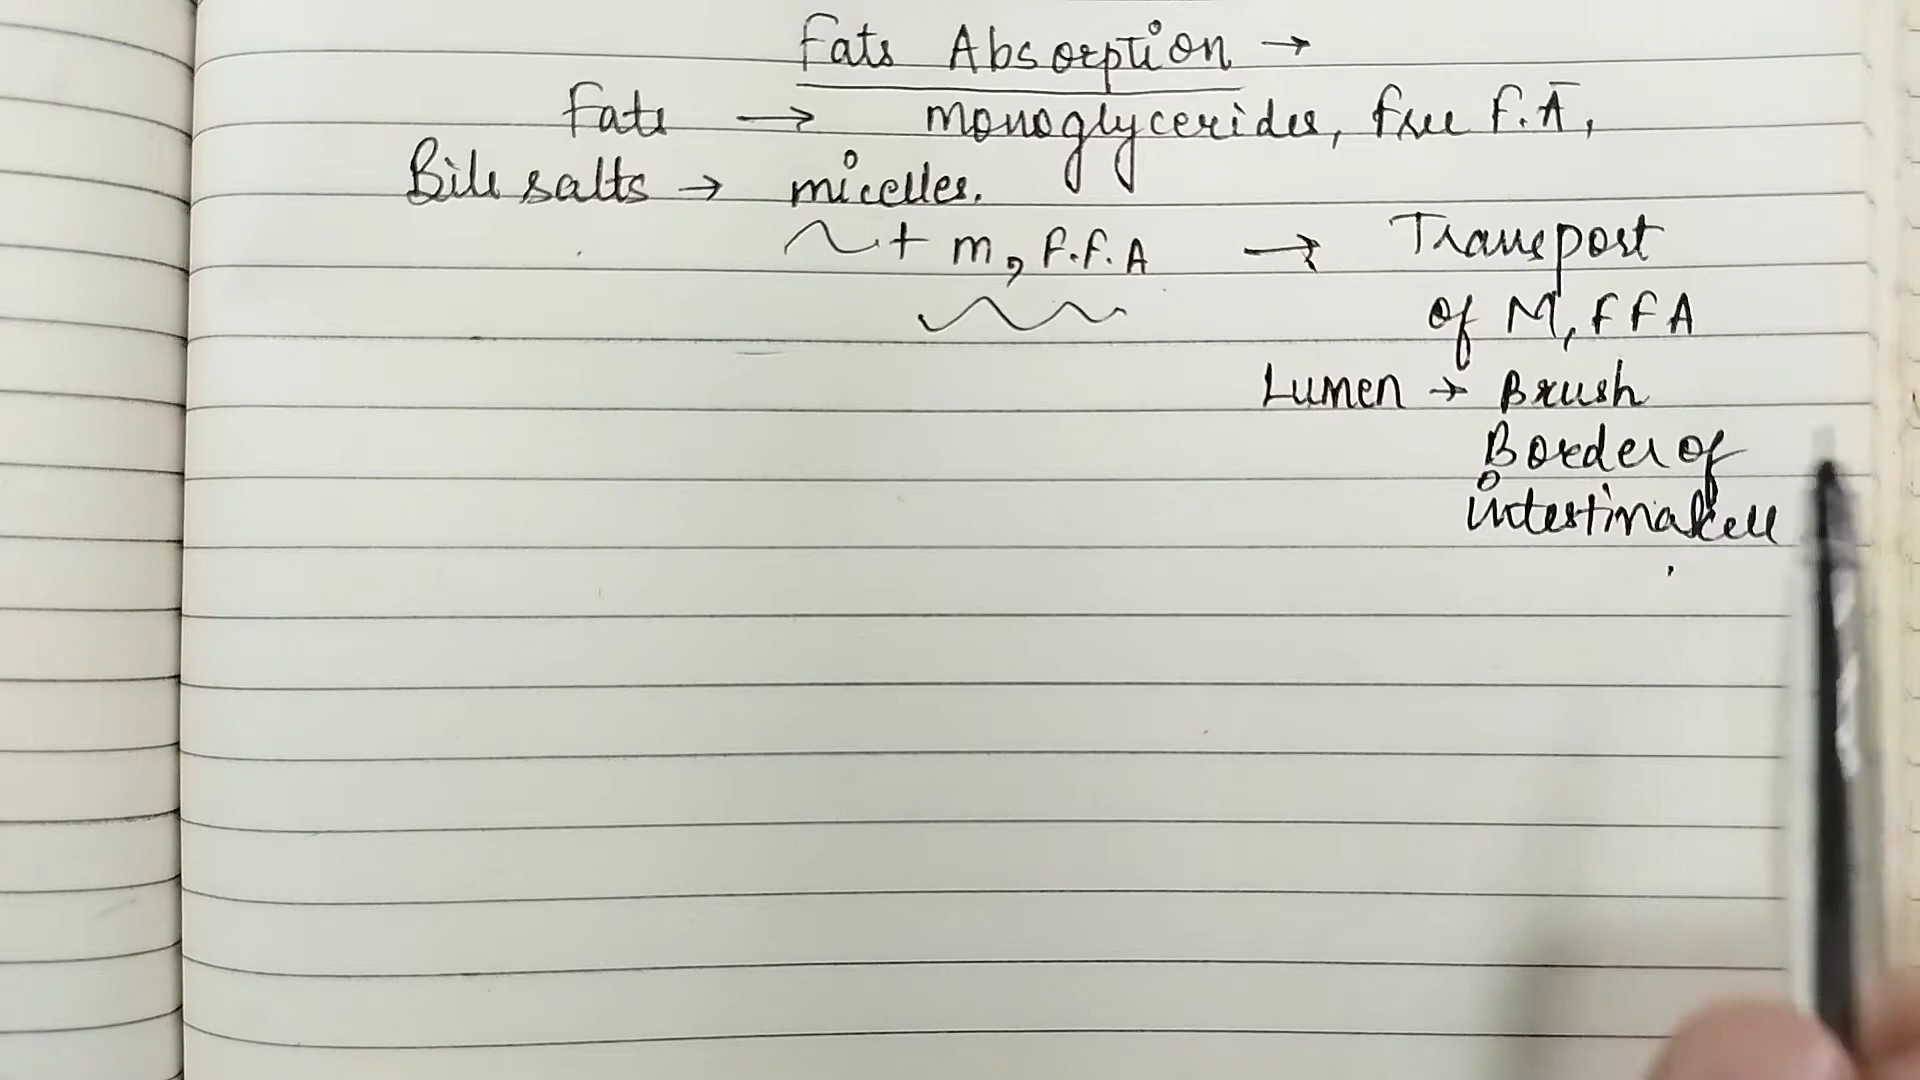 Fats Absorption →
Fats → monoglycerides, free F.A,
Bile salts → micelles.
+ m, F.F.A → Transport
of M, FFA
Lumen → Brush
Border of
intestinal cell